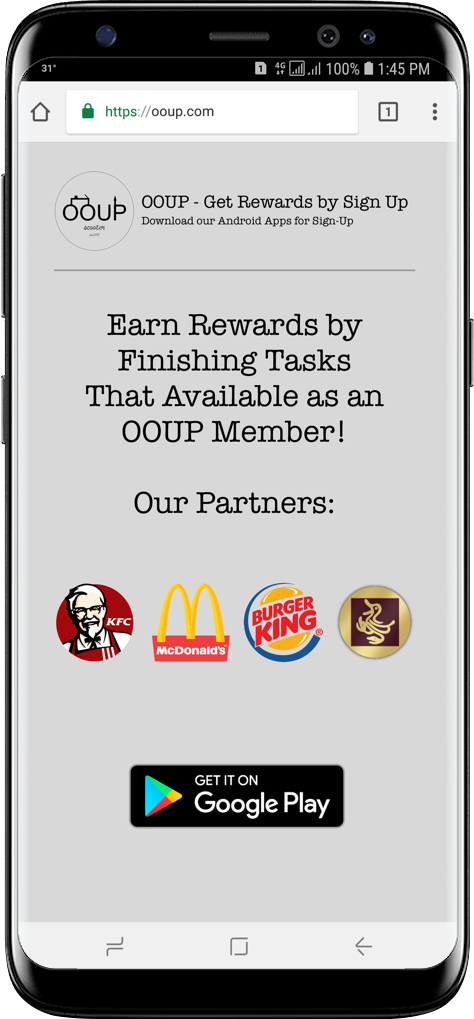 31°
1 4G 100% 1:45 PM
https://ooup.com
1
OOUP
scooter
OOUP - Get Rewards by Sign Up
Download our Android Apps for Sign-Up
Earn Rewards by
Finishing Tasks
That Available as an
OOUP Member!
Our Partners:
KFC
McDonald's
BURGER
KING®
GET IT ON
Google Play